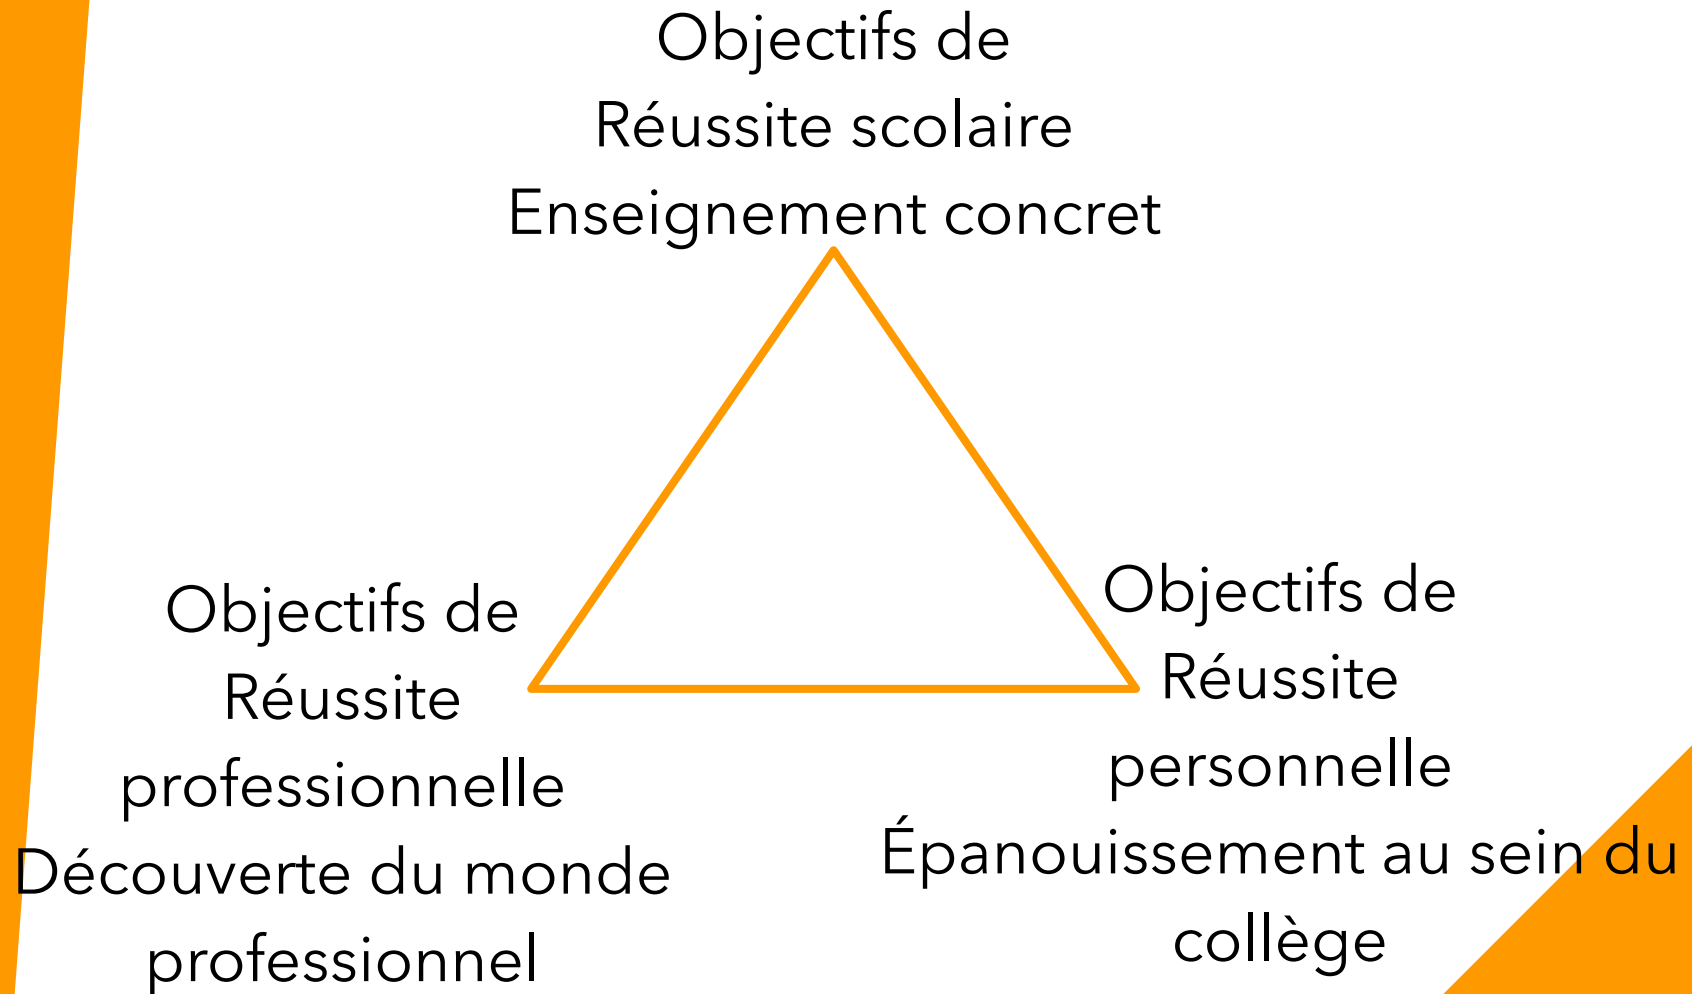 Objectifs de
Réussite scolaire
Enseignement concret
Objectifs de
Réussite
professionnelle
Découverte du monde
professionnel
Objectifs de
Réussite
personnelle
Épanouissement au sein du
collège